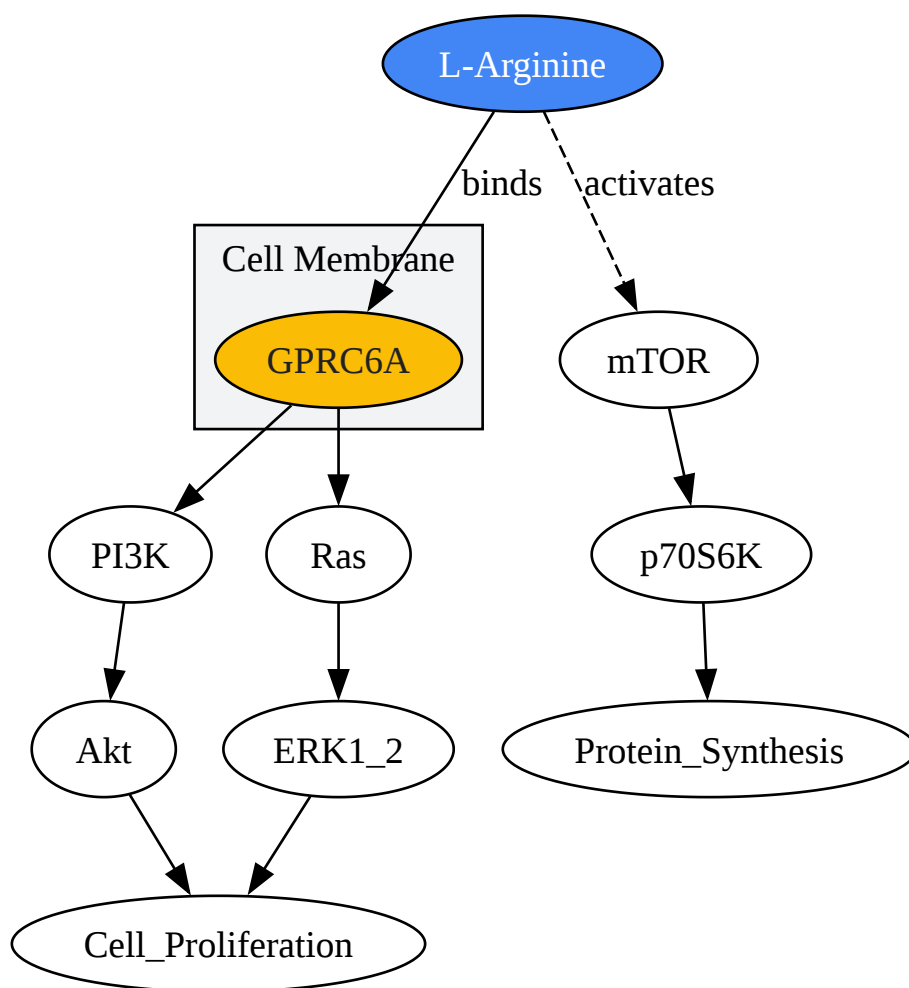 L-Arginine
binds
activates
Cell Membrane
GPRC6A
mTOR
PI3K
Ras
p70S6K
Akt
ERK1_2
Protein_Synthesis
Cell_Proliferation